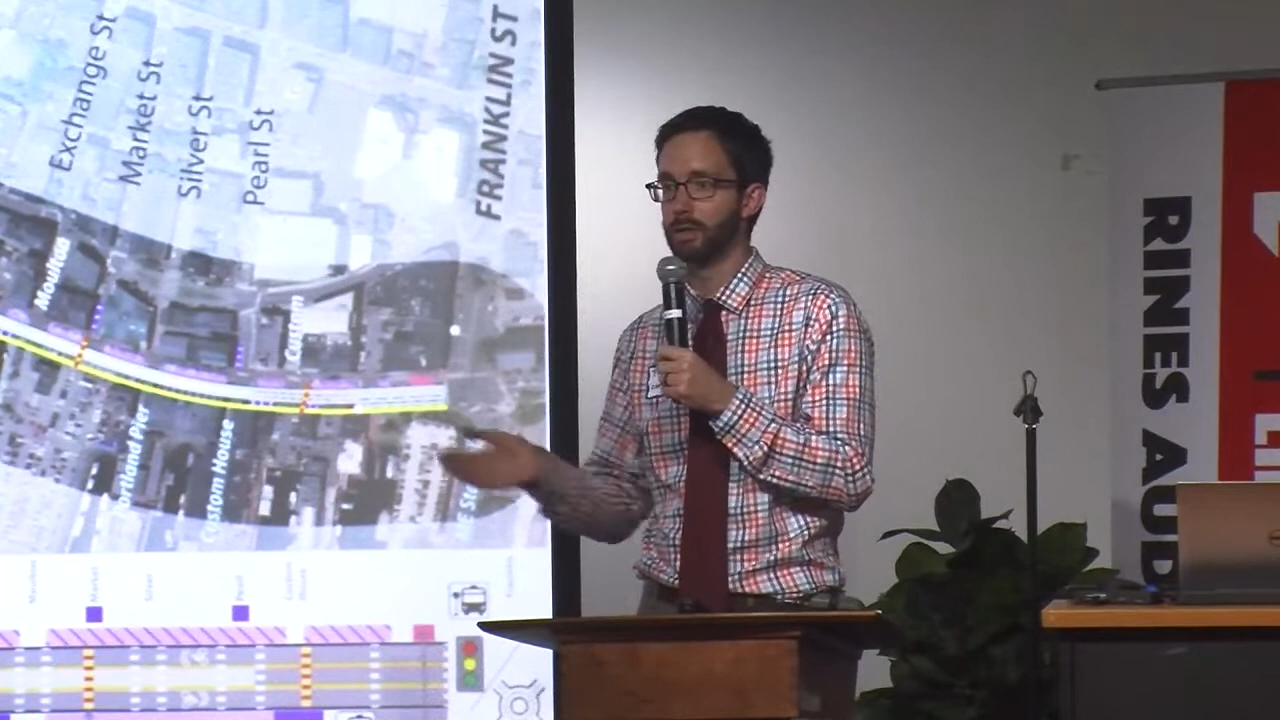 Exchange St
Market St
Silver St
Pearl St
FRANKLIN ST
Moulton
Custom
Portland Pier
Custom House
Market
Silver
Pearl
RINES AUD